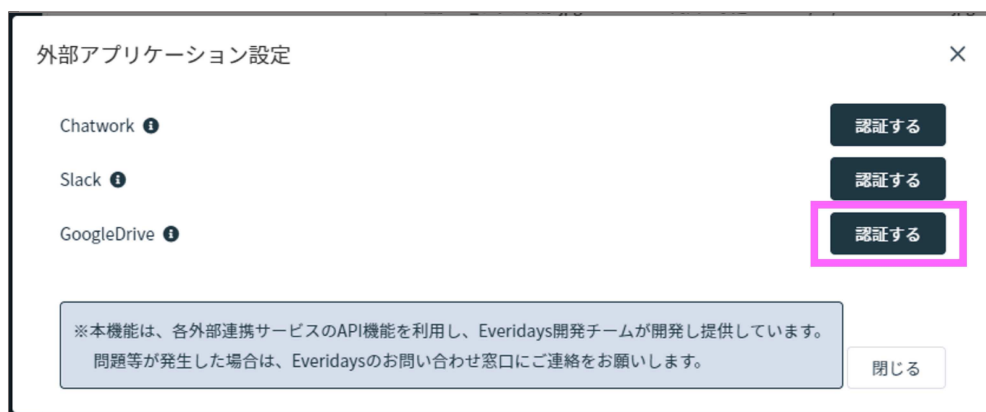 外部アプリケーション設定
Chatwork
認証する
Slack
認証する
GoogleDrive
認証する
※本機能は、各外部連携サービスのAPI機能を利用し、Everidays開発チームが開発し提供しています。
問題等が発生した場合は、Everidaysのお問い合わせ窓口にご連絡をお願いします。
閉じる